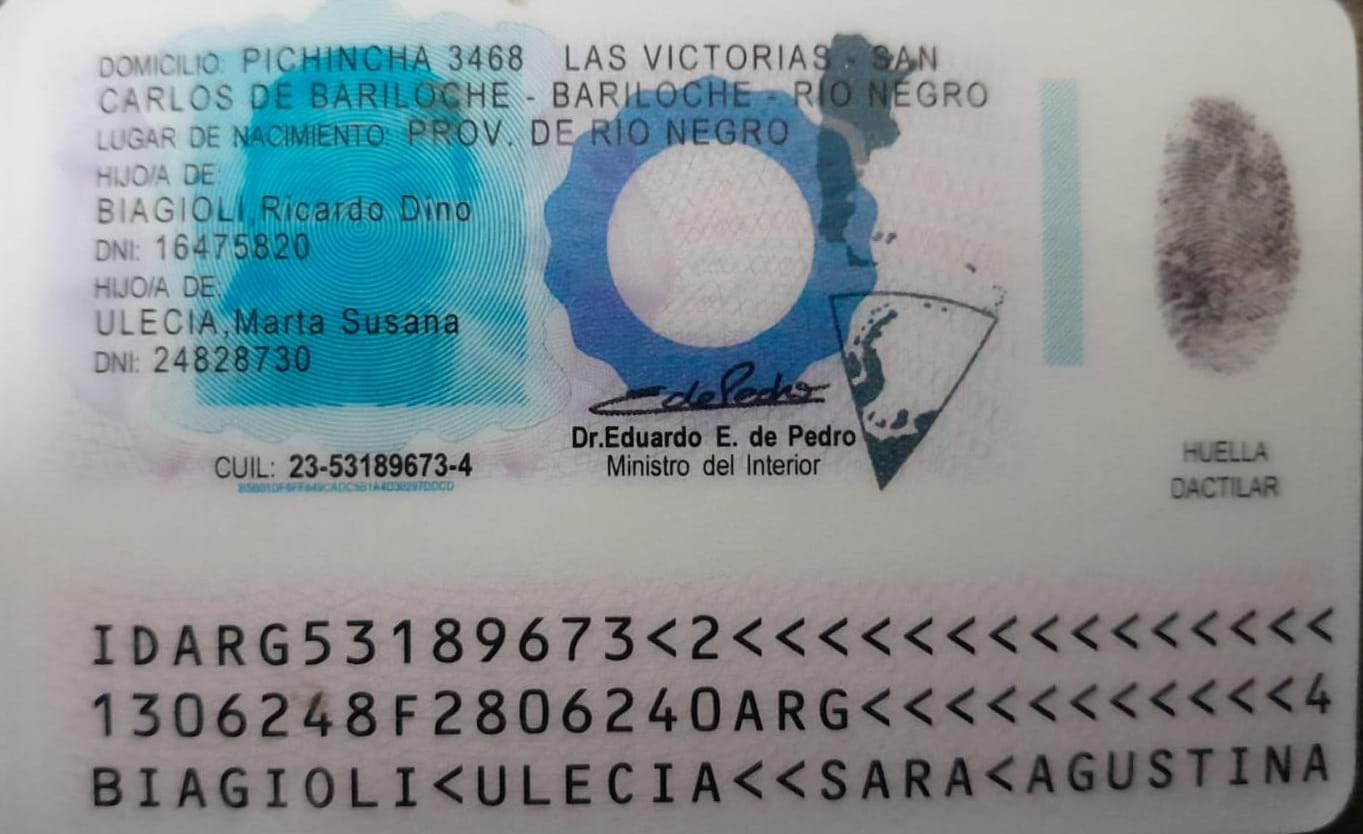 DOMICILIO: PICHINCHA 3468 LAS VICTORIAS - SAN
CARLOS DE BARILOCHE - BARILOCHE - RIO NEGRO
LUGAR DE NACIMIENTO: PROV. DE RIO NEGRO
HIJO/A DE:
BIAGIOLI,Ricardo Dino
DNI: 16475820
HIJO/A DE:
ULECIA,Marta Susana
DNI: 24828730
EdePedro
Dr.Eduardo E. de Pedro
Ministro del Interior
CUIL: 23-53189673-4
HUELLA
DACTILAR
IDARG53189673<2<<<<<<<<<<<<<<<
1306248F2806240ARG<<<<<<<<<<<4
BIAGIOLI<ULECIA<<SARA<AGUSTINA